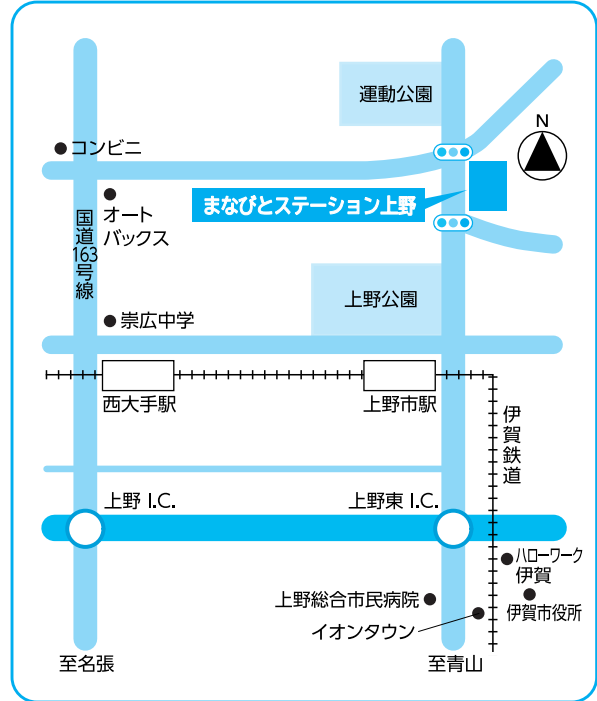 運動公園
N
コンビニ
まなびとステーション上野
オート
バックス
国道163号線
上野公園
崇広中学
西大手駅
上野市駅
伊賀鉄道
上野 I.C.
上野東 I.C.
ハローワーク
伊賀
上野総合市民病院
伊賀市役所
イオンタウン
至名張
至青山